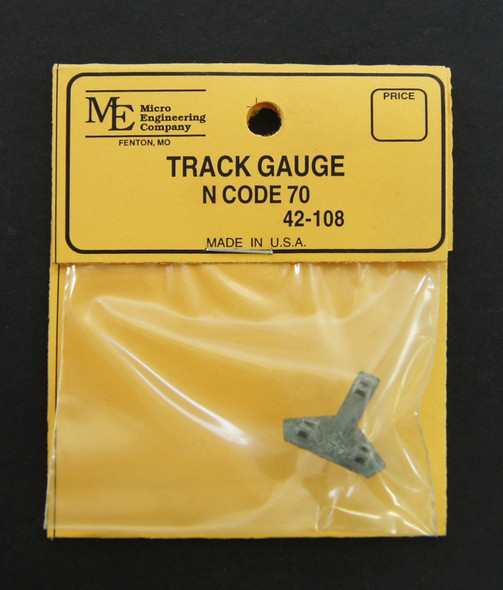 ME
Micro
Engineering
Company
FENTON, MO
PRICE
TRACK GAUGE
N CODE 70
42-108
MADE IN U.S.A.